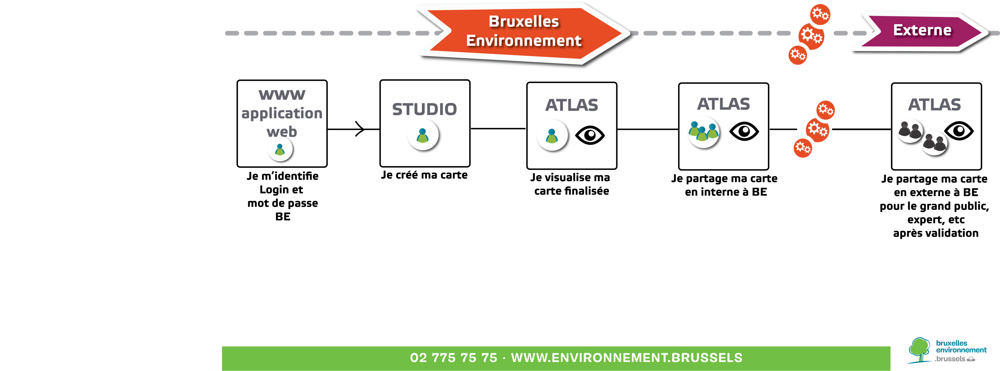 Bruxelles
Environnement
Externe
www
application
web
Je m’identifie
Login et
mot de passe
BE
STUDIO
Je créé ma carte
ATLAS
Je visualise ma
carte finalisée
ATLAS
Je partage ma carte
en interne à BE
ATLAS
Je partage ma carte
en externe à BE
pour le grand public,
expert, etc
après validation
02 775 75 75 · WWW.ENVIRONNEMENT.BRUSSELS
bruxelles
environnement
.brussels